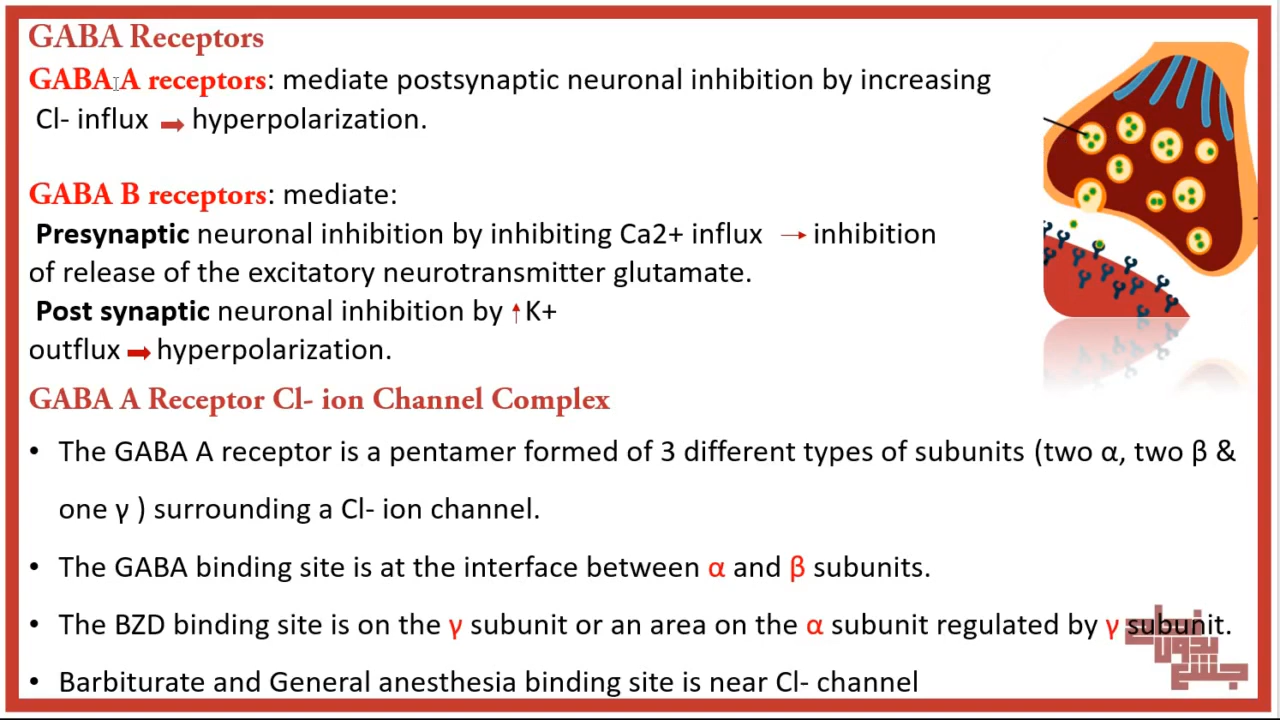 GABA Receptors
GABA A receptors: mediate postsynaptic neuronal inhibition by increasing
Cl- influx ➡ hyperpolarization.
GABA B receptors: mediate:
Presynaptic neuronal inhibition by inhibiting Ca2+ influx → inhibition
of release of the excitatory neurotransmitter glutamate.
Post synaptic neuronal inhibition by ↑K+
outflux ➡ hyperpolarization.
GABA A Receptor Cl- ion Channel Complex
• The GABA A receptor is a pentamer formed of 3 different types of subunits (two α, two β &
one γ ) surrounding a Cl- ion channel.
• The GABA binding site is at the interface between α and β subunits.
• The BZD binding site is on the γ subunit or an area on the α subunit regulated by γ subunit.
• Barbiturate and General anesthesia binding site is near Cl- channel